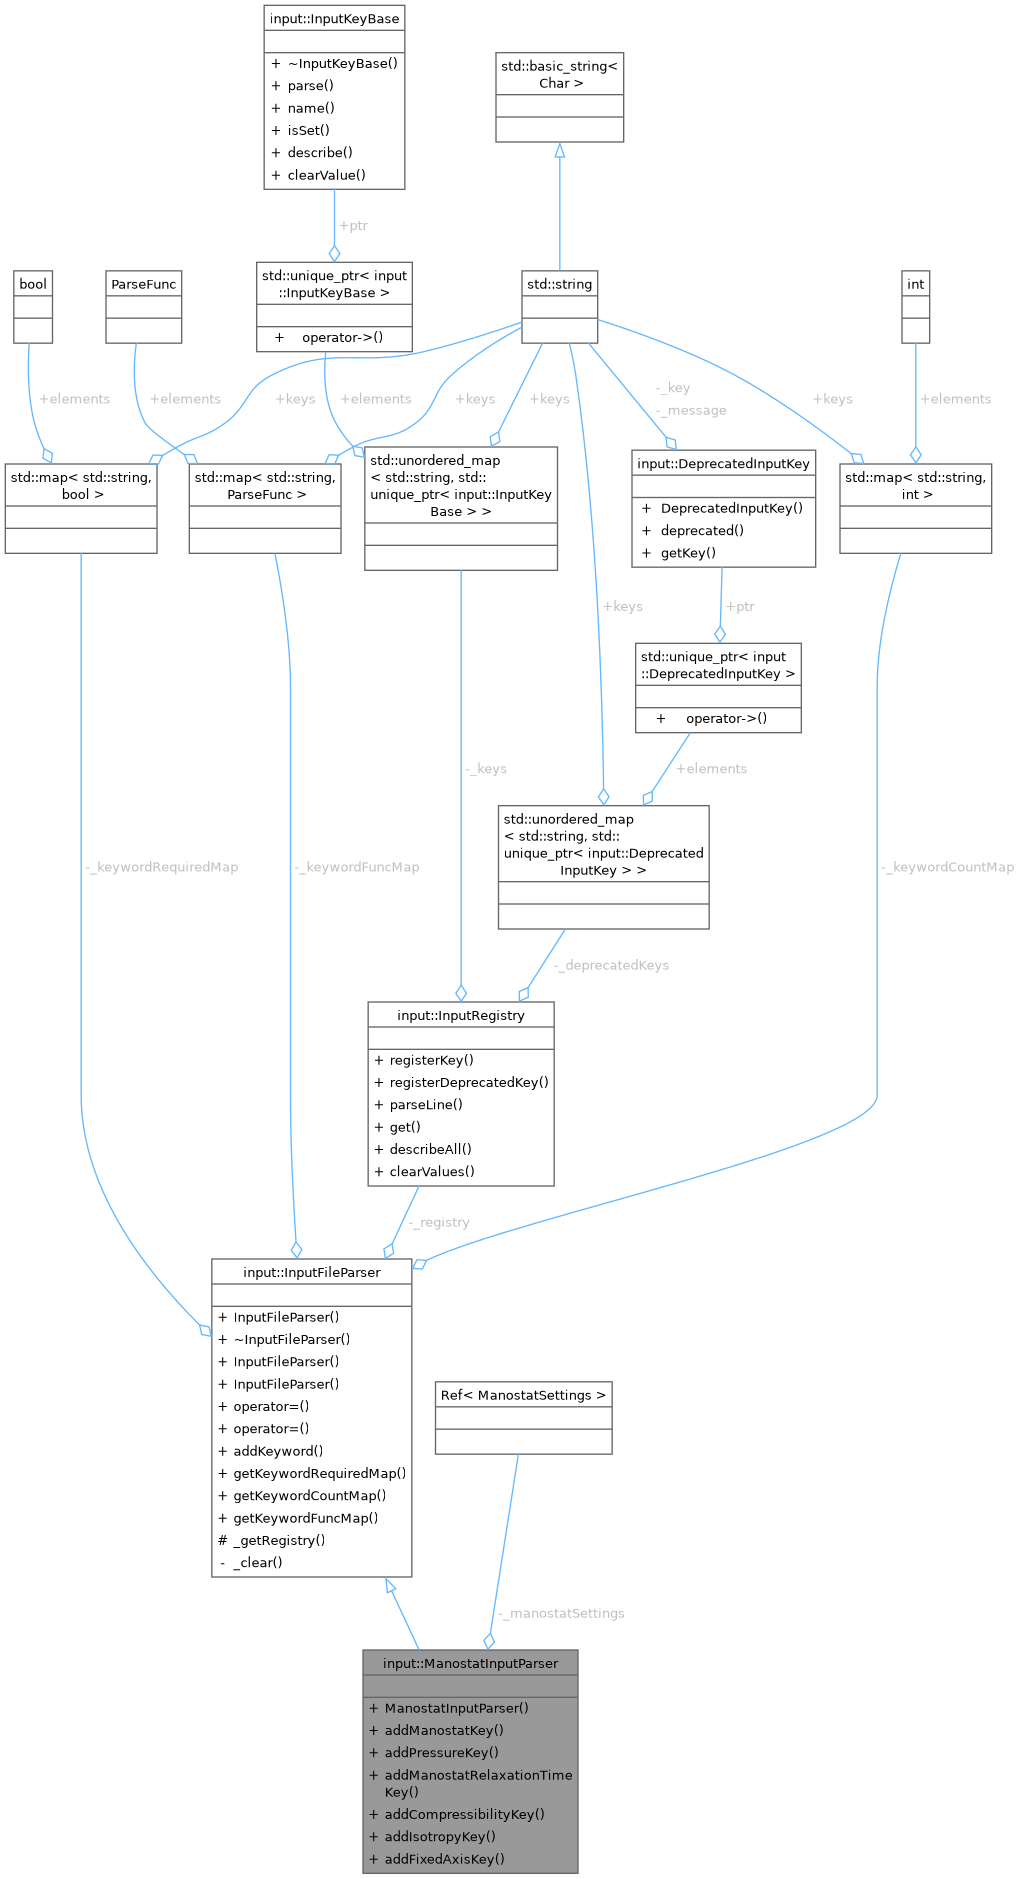 input::InputKeyBase
+ ~InputKeyBase()
+ parse()
+ name()
+ isSet()
+ describe()
+ clearValue()
std::basic_string<
Char >
+ptr
bool
ParseFunc
std::unique_ptr< input
::InputKeyBase >
+ operator->()
std::string
int
+elements
+elements
+keys
+elements
+keys
+keys
-_key
-_message
+keys
+elements
std::map< std::string,
bool >
std::map< std::string,
ParseFunc >
std::unordered_map
< std::string, std::
unique_ptr< input::InputKey
Base > >
input::DeprecatedInputKey
+ DeprecatedInputKey()
+ deprecated()
+ getKey()
std::map< std::string,
int >
+keys
+ptr
std::unique_ptr< input
::DeprecatedInputKey >
+ operator->()
-_keys
+elements
std::unordered_map
< std::string, std::
unique_ptr< input::Deprecated
InputKey > >
-_keywordRequiredMap
-_keywordFuncMap
-_keywordCountMap
-_deprecatedKeys
input::InputRegistry
+ registerKey()
+ registerDeprecatedKey()
+ parseLine()
+ get()
+ describeAll()
+ clearValues()
-_registry
input::InputFileParser
+ InputFileParser()
+ ~InputFileParser()
+ InputFileParser()
+ InputFileParser()
+ operator=()
+ operator=()
+ addKeyword()
+ getKeywordRequiredMap()
+ getKeywordCountMap()
+ getKeywordFuncMap()
# _getRegistry()
- _clear()
Ref< ManostatSettings >
-_manostatSettings
input::ManostatInputParser
+ ManostatInputParser()
+ addManostatKey()
+ addPressureKey()
+ addManostatRelaxationTime
Key()
+ addCompressibilityKey()
+ addIsotropyKey()
+ addFixedAxisKey()